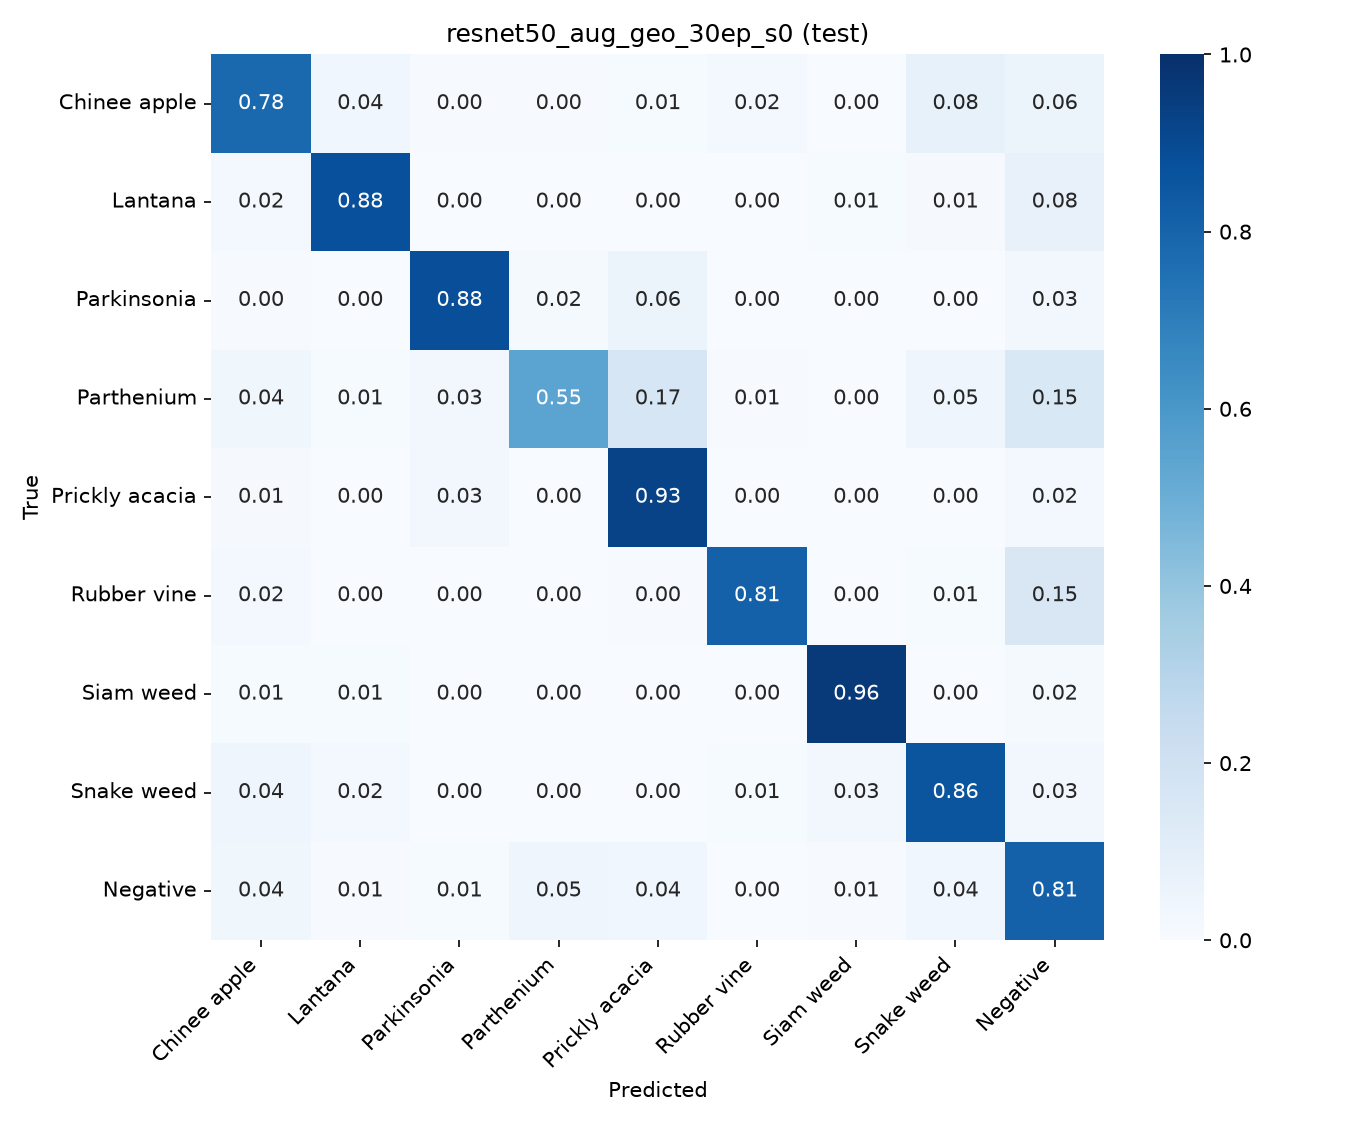 resnet50_aug_geo_30ep_s0 (test)
Chinee apple 0.78 0.04 0.00 0.00 0.01 0.02 0.00 0.08 0.06
Lantana 0.02 0.88 0.00 0.00 0.00 0.00 0.01 0.01 0.08
Parkinsonia 0.00 0.00 0.88 0.02 0.06 0.00 0.00 0.00 0.03
Parthenium 0.04 0.01 0.03 0.55 0.17 0.01 0.00 0.05 0.15
Prickly acacia 0.01 0.00 0.03 0.00 0.93 0.00 0.00 0.00 0.02
Rubber vine 0.02 0.00 0.00 0.00 0.00 0.81 0.00 0.01 0.15
Siam weed 0.01 0.01 0.00 0.00 0.00 0.00 0.96 0.00 0.02
Snake weed 0.04 0.02 0.00 0.00 0.00 0.01 0.03 0.86 0.03
Negative 0.04 0.01 0.01 0.05 0.04 0.00 0.01 0.04 0.81
True
Chinee apple Lantana Parkinsonia Parthenium Prickly acacia Rubber vine Siam weed Snake weed Negative
Predicted
1.0
0.8
0.6
0.4
0.2
0.0